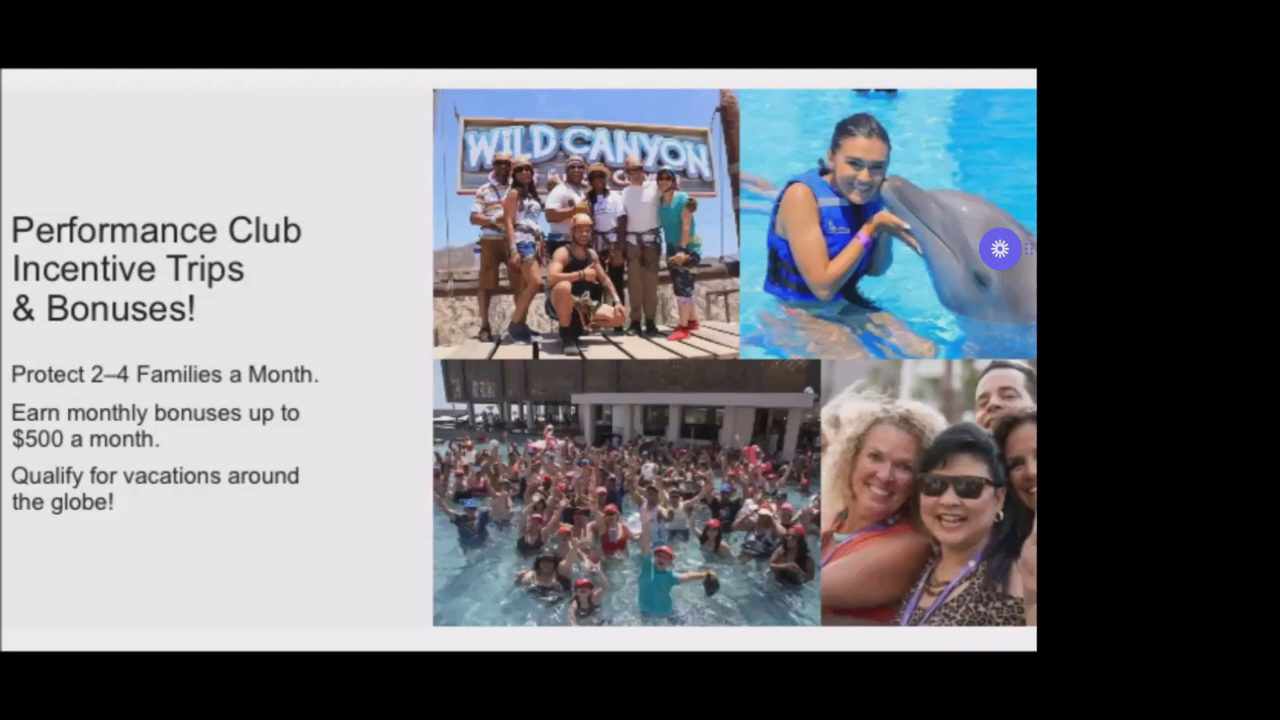 Performance Club
Incentive Trips
& Bonuses!
Protect 2–4 Families a Month.
Earn monthly bonuses up to
$500 a month.
Qualify for vacations around
the globe!
WILD CANYON